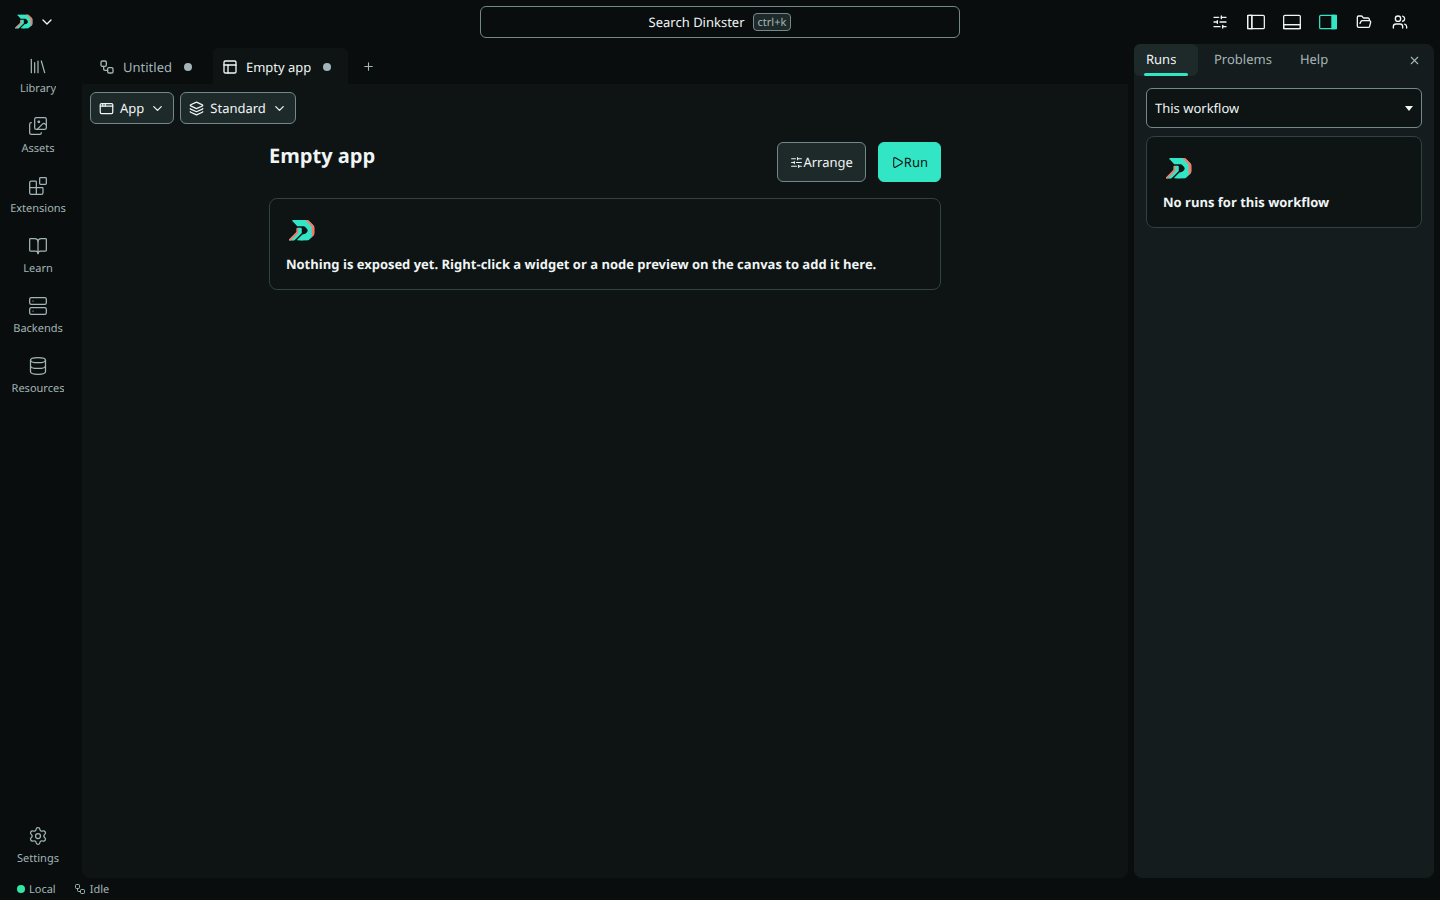 Search Dinkster ctrl+k
Library
Assets
Extensions
Learn
Backends
Resources
Settings
Untitled
Empty app
App
Standard
Empty app
Arrange
Run
Nothing is exposed yet. Right-click a widget or a node preview on the canvas to add it here.
Runs
Problems
Help
This workflow
No runs for this workflow
Local
Idle